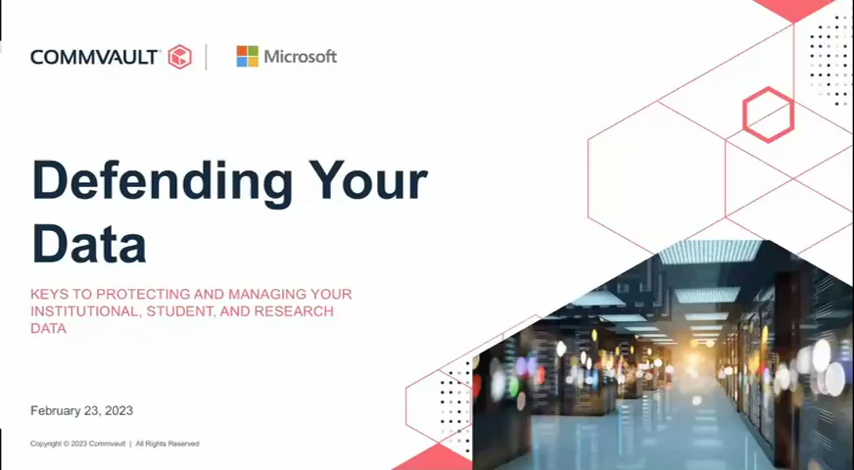 COMMVAULT
Microsoft
Defending Your
Data
KEYS TO PROTECTING AND MANAGING YOUR
INSTITUTIONAL, STUDENT, AND RESEARCH
DATA
February 23, 2023
Copyright © 2023 Commvault | All Rights Reserved